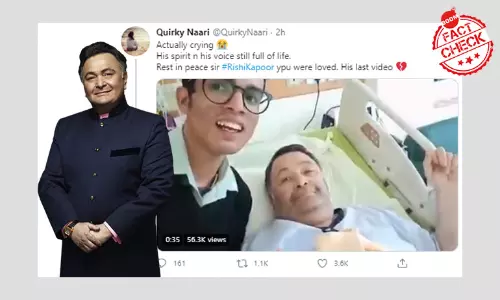 Quirky Naari @QuirkyNaari · 2h
Actually crying 😭
His spirit n his voice still full of life.
Rest in peace sir #RishiKapoor ypu were loved. His last video 💔
0:35 56.3K views
161 1.1K 3.6K
BOOM
FACT
CHECK